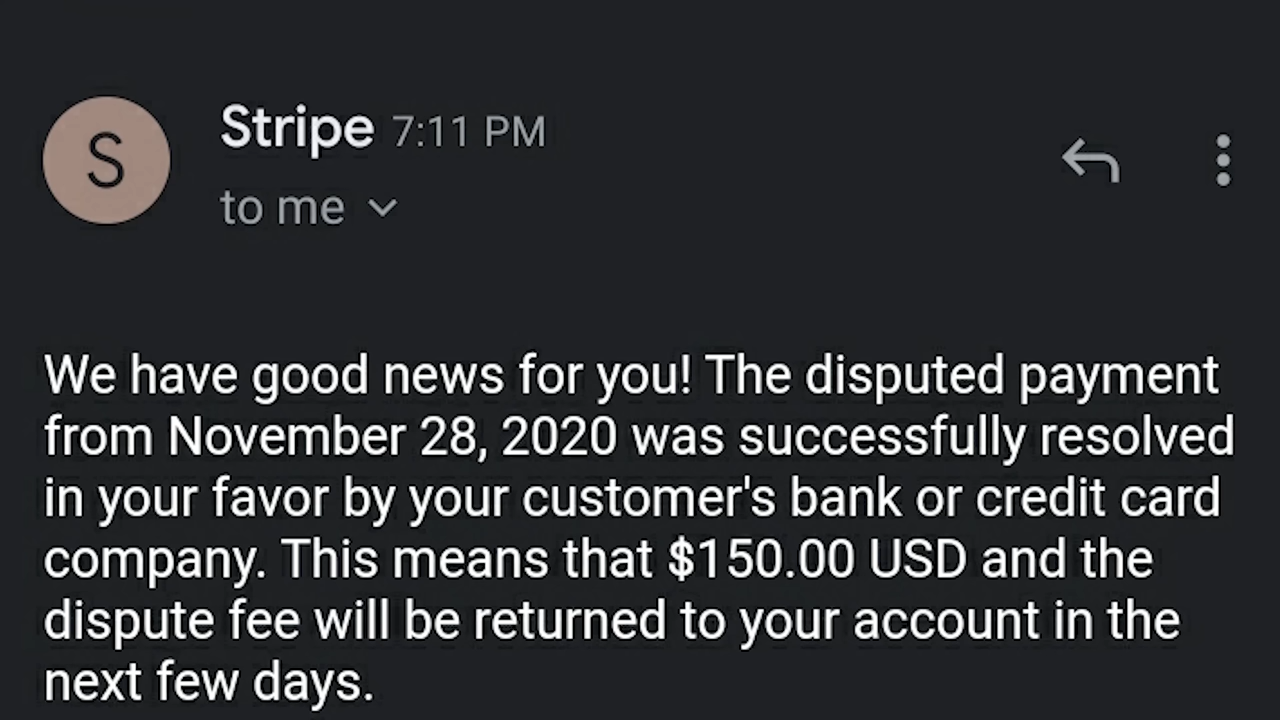 S
Stripe 7:11 PM
to me
We have good news for you! The disputed payment
from November 28, 2020 was successfully resolved
in your favor by your customer's bank or credit card
company. This means that $150.00 USD and the
dispute fee will be returned to your account in the
next few days.